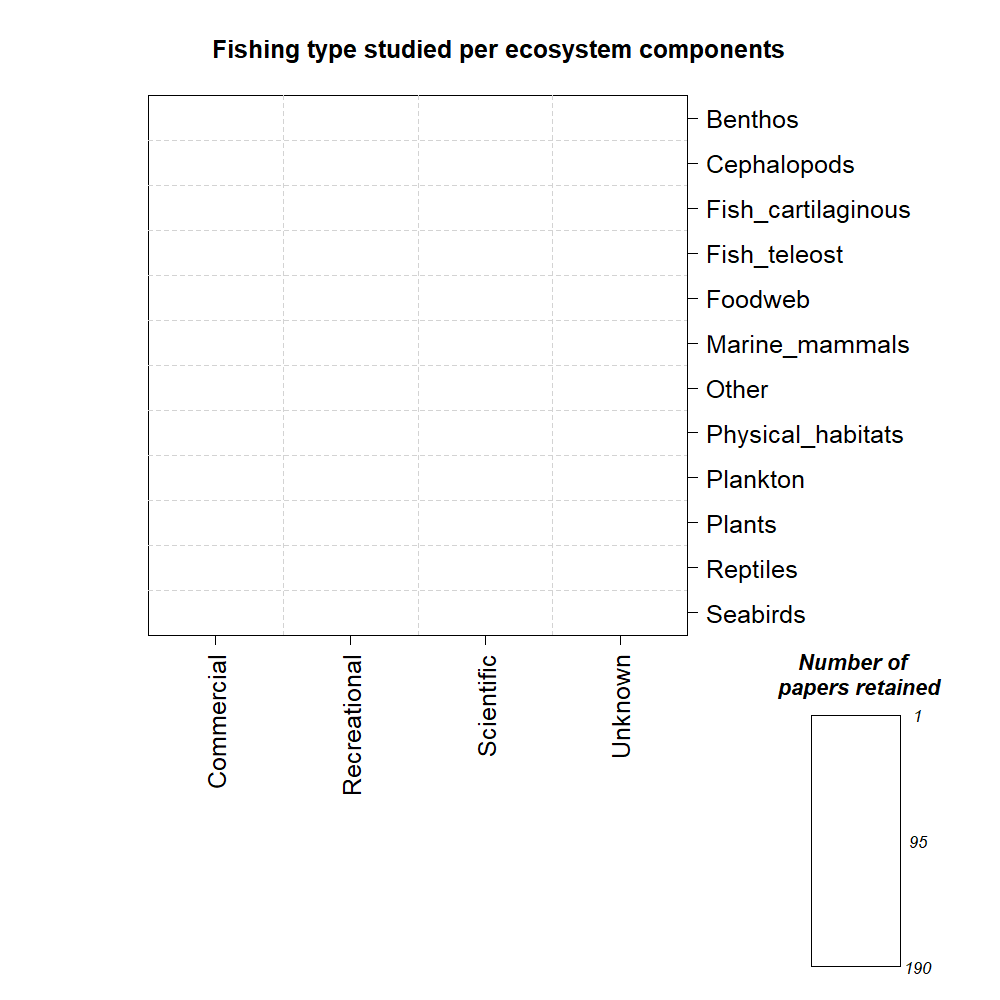 Fishing type studied per ecosystem components
Benthos
Cephalopods
Fish_cartilaginous
Fish_teleost
Foodweb
Marine_mammals
Other
Physical_habitats
Plankton
Plants
Reptiles
Seabirds
Commercial
Recreational
Scientific
Unknown
Number of
papers retained
1
95
190